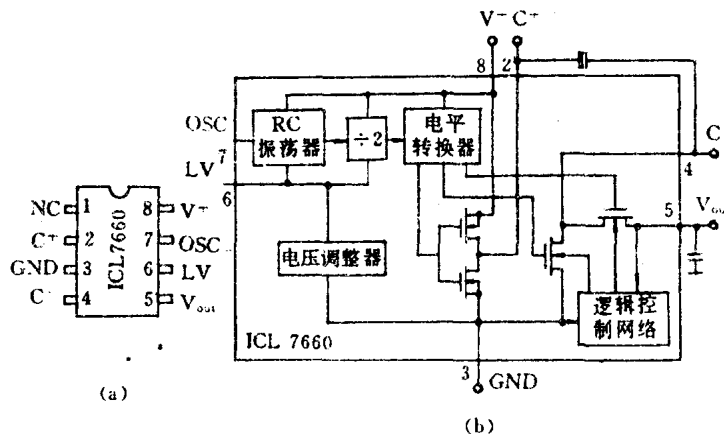 V⁺ C⁺
8 2
OSC
7
RC
振荡器
÷2
电平
转换器
LV
6
C
4
5
电压调整器
逻辑控
制网络
ICL 7660
3
GND
NC 1 8 V⁺
C⁺ 2 7 OSC
GND 3 6 LV
C 4 5 Vout
ICL7660
(a)
(b)